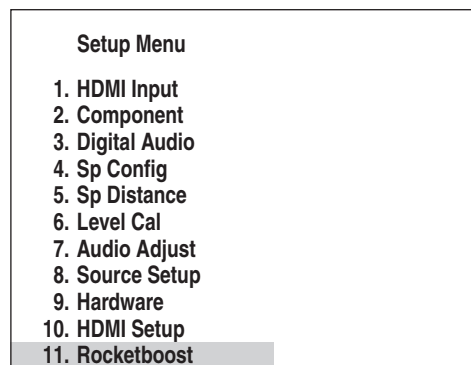 Setup Menu
1. HDMI Input
2. Component
3. Digital Audio
4. Sp Config
5. Sp Distance
6. Level Cal
7. Audio Adjust
8. Source Setup
9. Hardware
10. HDMI Setup
11. Rocketboost